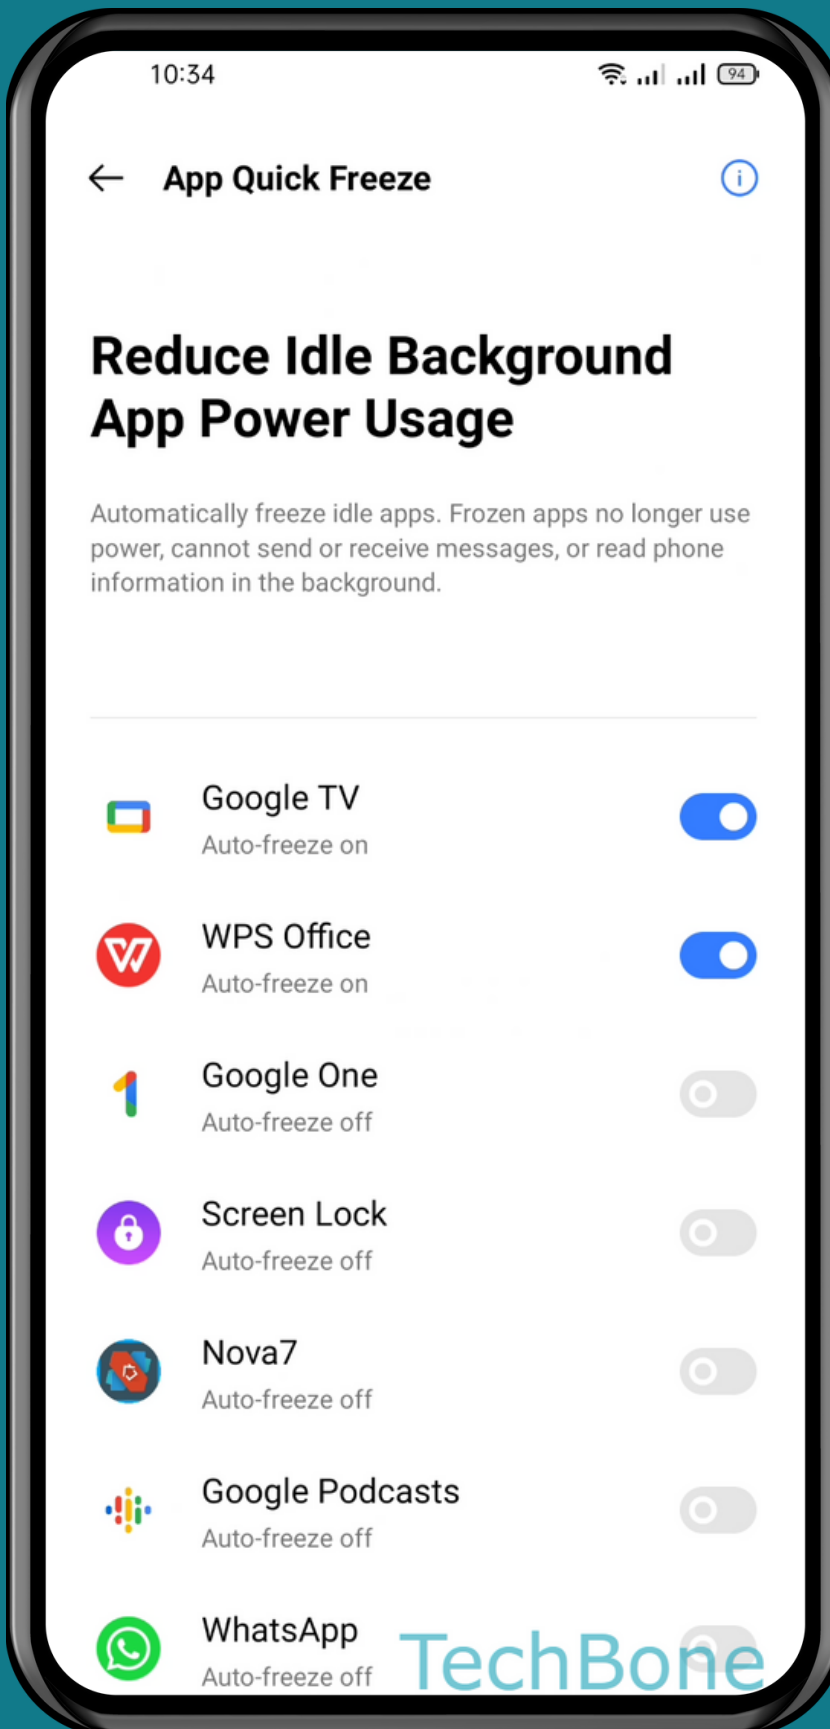 10:34
94
App Quick Freeze
Reduce Idle Background
App Power Usage
Automatically freeze idle apps. Frozen apps no longer use
power, cannot send or receive messages, or read phone
information in the background.
Google TV
Auto-freeze on
WPS Office
Auto-freeze on
Google One
Auto-freeze off
Screen Lock
Auto-freeze off
Nova7
Auto-freeze off
Google Podcasts
Auto-freeze off
WhatsApp
Auto-freeze off
TechBone